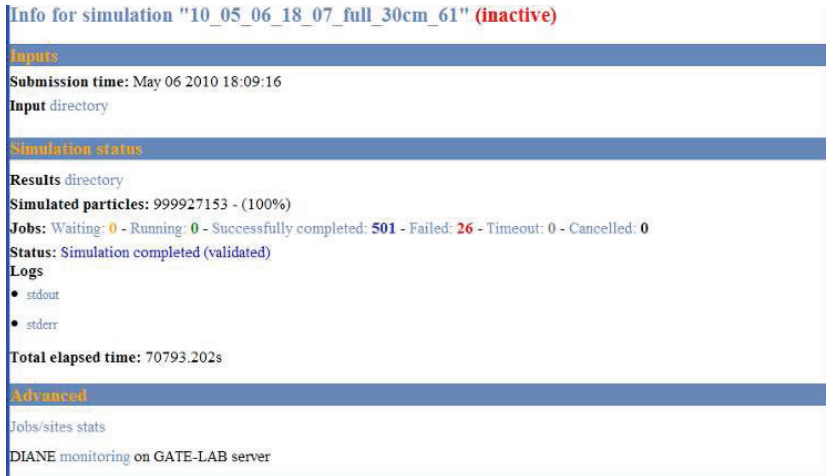 Info for simulation "10_05_06_18_07_full_30cm_61" (inactive)
Inputs
Submission time: May 06 2010 18:09:16
Input directory
Simulation status
Results directory
Simulated particles: 999927153 - (100%)
Jobs: Waiting: 0 - Running: 0 - Successfully completed: 501 - Failed: 26 - Timeout: 0 - Cancelled: 0
Status: Simulation completed (validated)
Logs
• stdout
• stderr
Total elapsed time: 70793.202s
Advanced
Jobs/sites stats
DIANE monitoring on GATE-LAB server